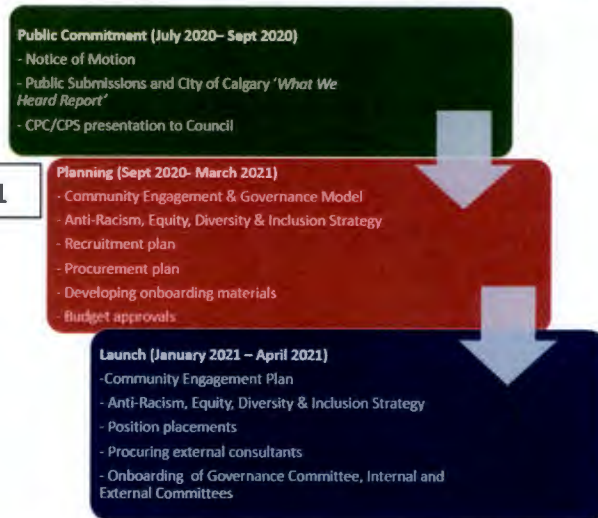 Public Commitment (July 2020– Sept 2020)
- Notice of Motion
- Public Submissions and City of Calgary 'What We
Heard Report'
- CPC/CPS presentation to Council
1
Planning (Sept 2020- March 2021)
- Community Engagement & Governance Model
- Anti-Racism, Equity, Diversity & Inclusion Strategy
- Recruitment plan
- Procurement plan
- Developing onboarding materials
- Budget approvals
Launch (January 2021 – April 2021)
-Community Engagement Plan
- Anti-Racism, Equity, Diversity & Inclusion Strategy
- Position placements
- Procuring external consultants
- Onboarding of Governance Committee, Internal and
External Committees